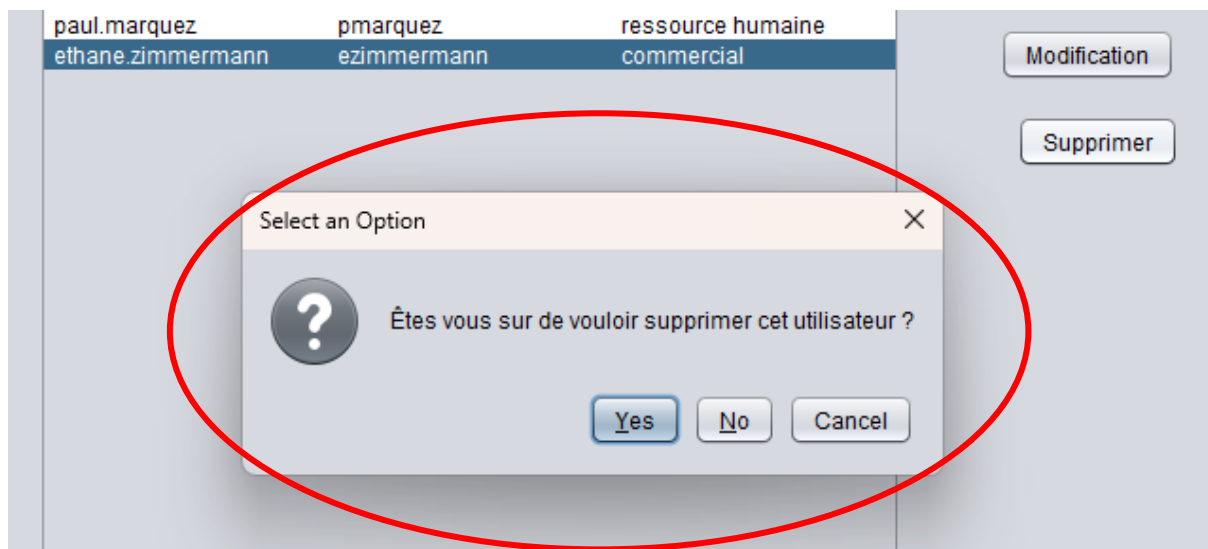 paul.marquez pmarquez ressource humaine
ethane.zimmermann ezimmermann commercial
Modification
Supprimer
Select an Option
Êtes vous sur de vouloir supprimer cet utilisateur ?
Yes No Cancel